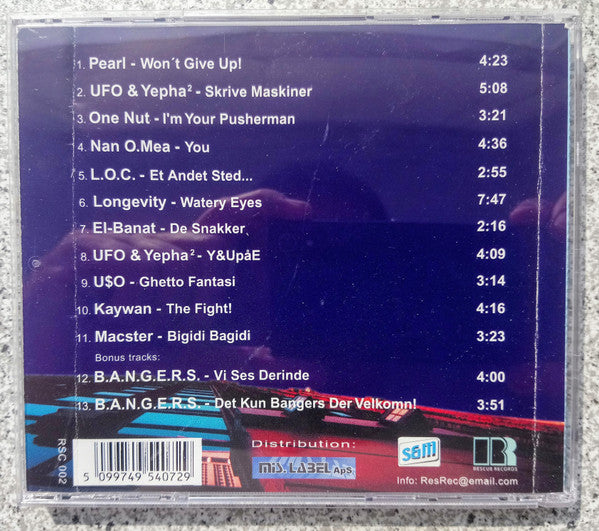 1. Pearl - Won´t Give Up! 4:23
2. UFO & Yepha² - Skrive Maskiner 5:08
3. One Nut - I'm Your Pusherman 3:21
4. Nan O.Mea - You 4:36
5. L.O.C. - Et Andet Sted... 2:55
6. Longevity - Watery Eyes 7:47
7. El-Banat - De Snakker 2:16
8. UFO & Yepha² - Y&UpåE 4:09
9. U$O - Ghetto Fantasi 3:14
10. Kaywan - The Fight! 4:16
11. Macster - Bigidi Bagidi 3:23
Bonus tracks:
12. B.A.N.G.E.R.S. - Vi Ses Derinde 4:00
13. B.A.N.G.E.R.S. - Det Kun Bangers Der Velkomn! 3:51
RSC 002
5 099749 540729
Distribution:
MiS LABEL ApS
S&M
R
RESCUE RECORDS
Info: ResRec@email.com